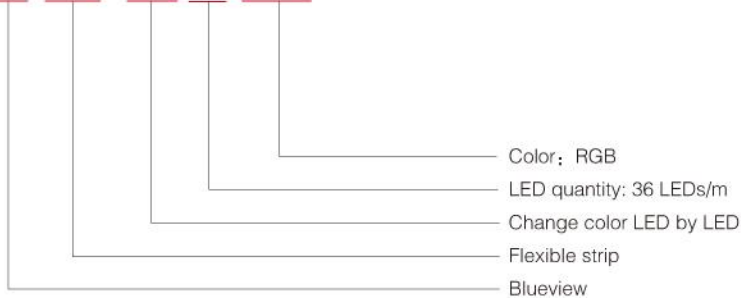 Color：RGB
LED quantity: 36 LEDs/m
Change color LED by LED
Flexible strip
Blueview